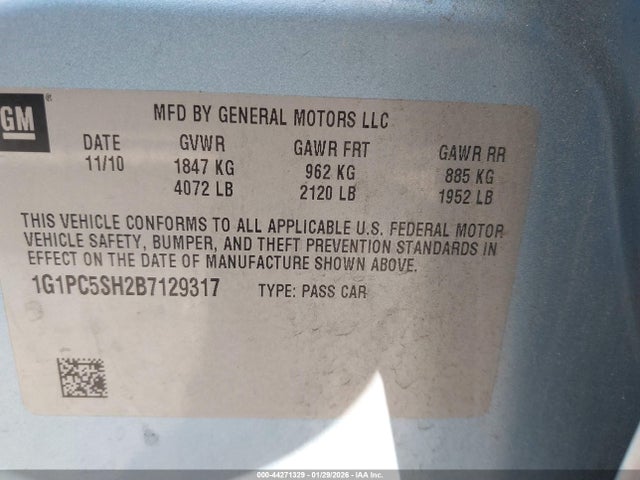 GM
MFD BY GENERAL MOTORS LLC
DATE GVWR GAWR FRT GAWR RR
11/10 1847 KG 962 KG 885 KG
4072 LB 2120 LB 1952 LB
THIS VEHICLE CONFORMS TO ALL APPLICABLE U.S. FEDERAL MOTOR
VEHICLE SAFETY, BUMPER, AND THEFT PREVENTION STANDARDS IN
EFFECT ON THE DATE OF MANUFACTURE SHOWN ABOVE.
1G1PC5SH2B7129317 TYPE: PASS CAR
000-44271329 - 01/29/2026 - IAAI.COM